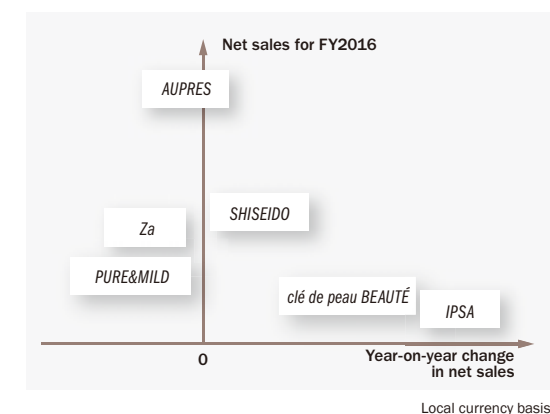 Net sales for FY2016
AUPRES
SHISEIDO
Za
PURE&MILD
clé de peau BEAUTÉ
IPSA
0
Year-on-year change
in net sales
Local currency basis